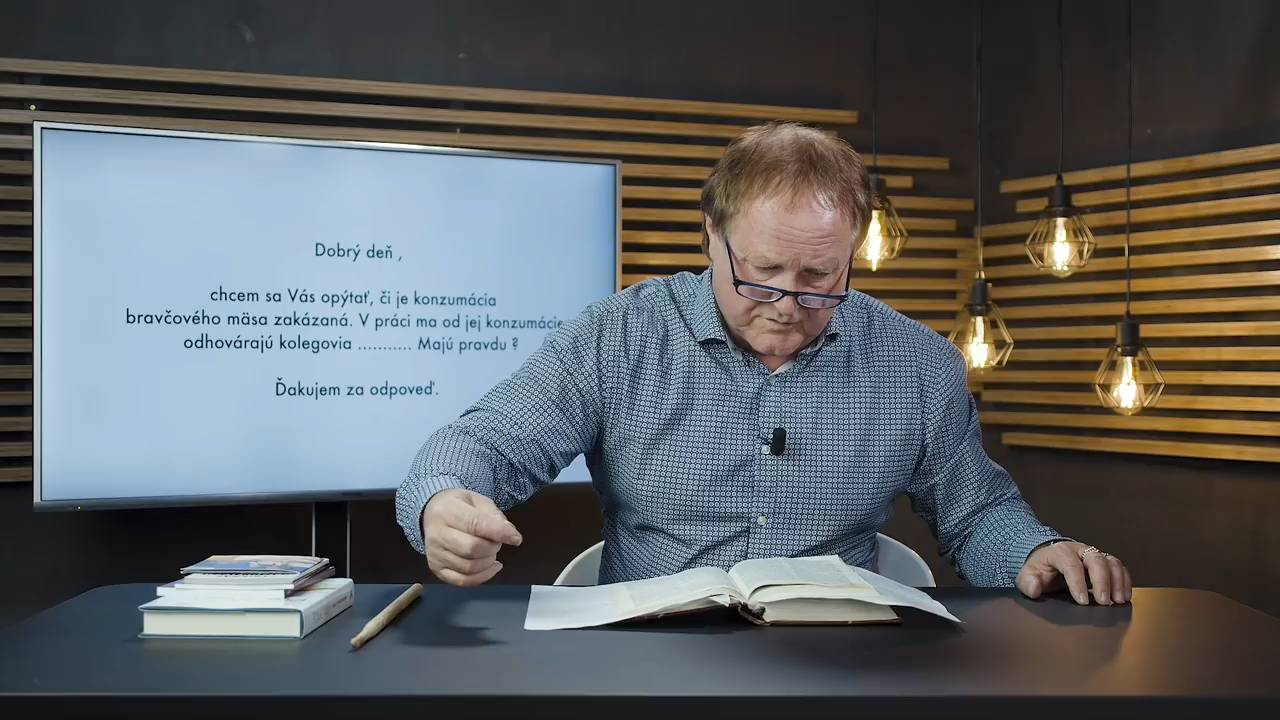 Dobrý deň ,
chcem sa Vás opýtať, či je konzumácia
bravčového mäsa zakázaná. V práci ma od jej konzumácie
odhovárajú kolegovia ........... Majú pravdu ?
Ďakujem za odpoveď.